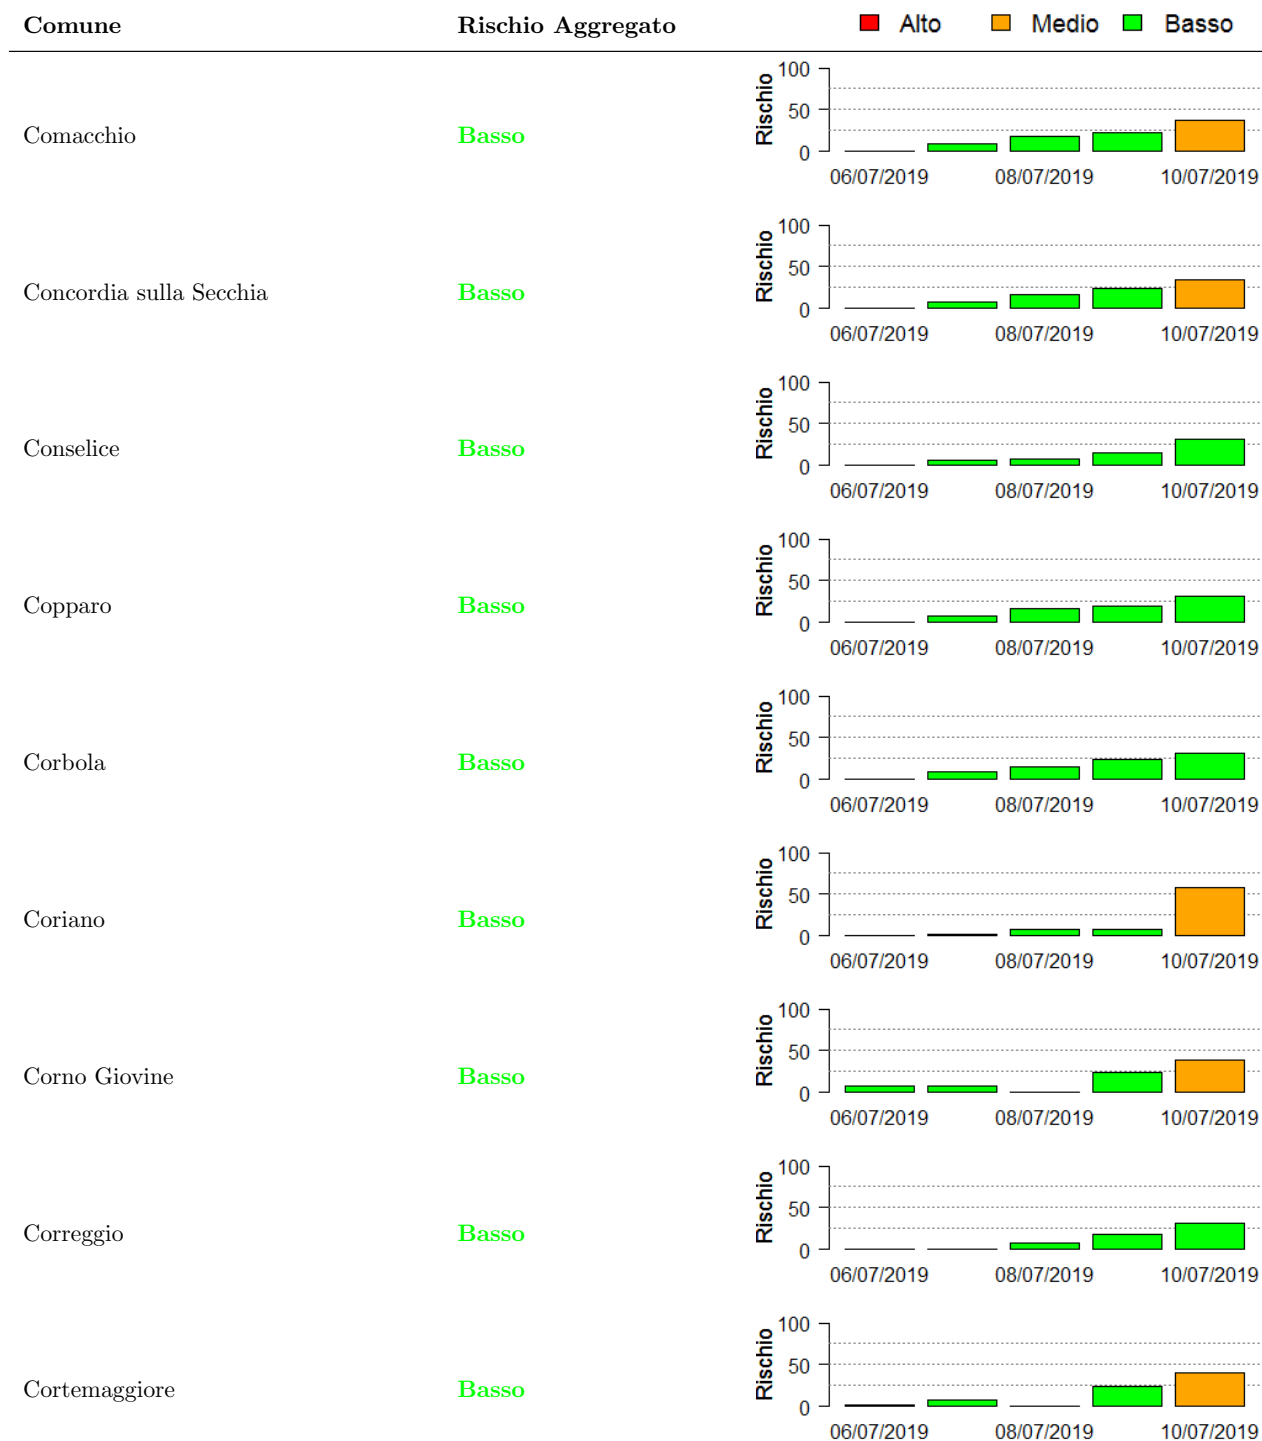 Comune Rischio Aggregato Alto Medio Basso
100
50
0
Rischio
Comacchio Basso
06/07/2019 08/07/2019 10/07/2019
100
50
0
Rischio
Concordia sulla Secchia Basso
06/07/2019 08/07/2019 10/07/2019
100
50
0
Rischio
Conselice Basso
06/07/2019 08/07/2019 10/07/2019
100
50
0
Rischio
Copparo Basso
06/07/2019 08/07/2019 10/07/2019
100
50
0
Rischio
Corbola Basso
06/07/2019 08/07/2019 10/07/2019
100
50
0
Rischio
Coriano Basso
06/07/2019 08/07/2019 10/07/2019
100
50
0
Rischio
Corno Giovine Basso
06/07/2019 08/07/2019 10/07/2019
100
50
0
Rischio
Correggio Basso
06/07/2019 08/07/2019 10/07/2019
100
50
0
Rischio
Cortemaggiore Basso
06/07/2019 08/07/2019 10/07/2019